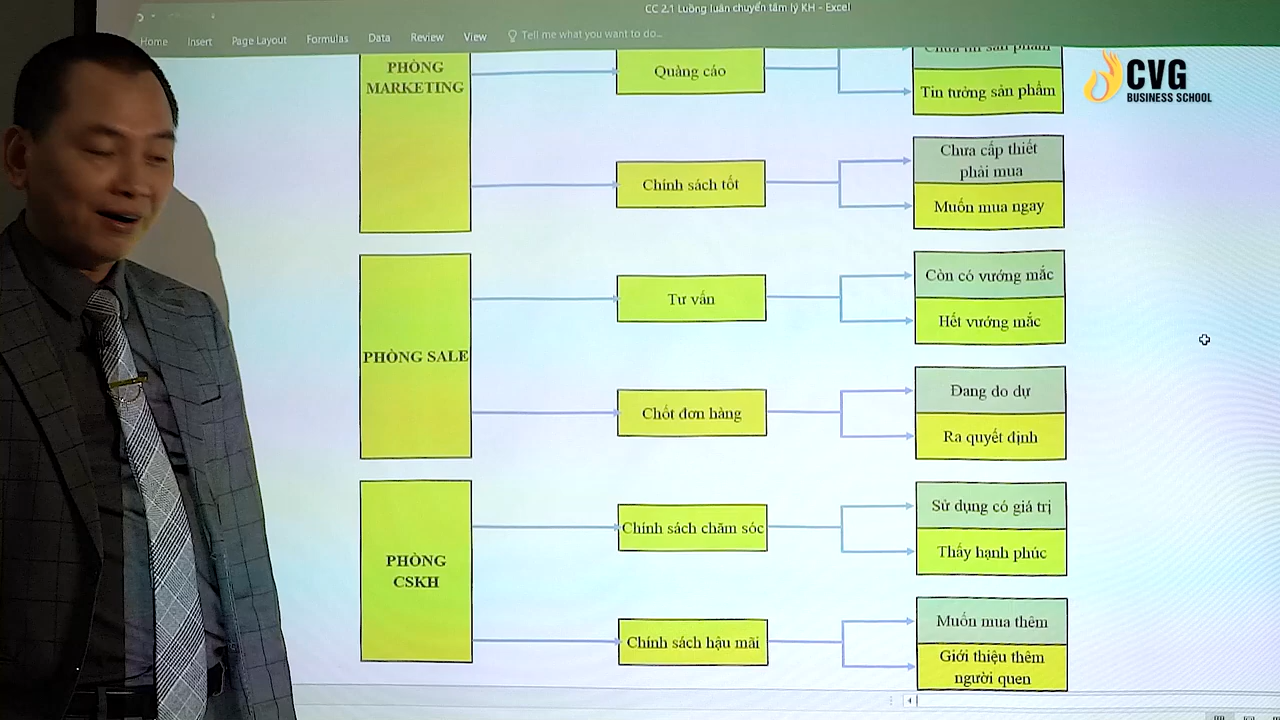 CC 2.1 Luồng luân chuyển tâm lý KH - Excel
Home Insert Page Layout Formulas Data Review View Tell me what you want to do...
CVG
BUSINESS SCHOOL
PHÒNG
MARKETING
Quảng cáo
Chưa tin sản phẩm
Tin tưởng sản phẩm
Chính sách tốt
Chưa cấp thiết
phải mua
Muốn mua ngay
PHÒNG SALE
Tư vấn
Còn có vướng mắc
Hết vướng mắc
Chốt đơn hàng
Đang do dự
Ra quyết định
PHÒNG
CSKH
Chính sách chăm sóc
Sử dụng có giá trị
Thấy hạnh phúc
Chính sách hậu mãi
Muốn mua thêm
Giới thiệu thêm
người quen